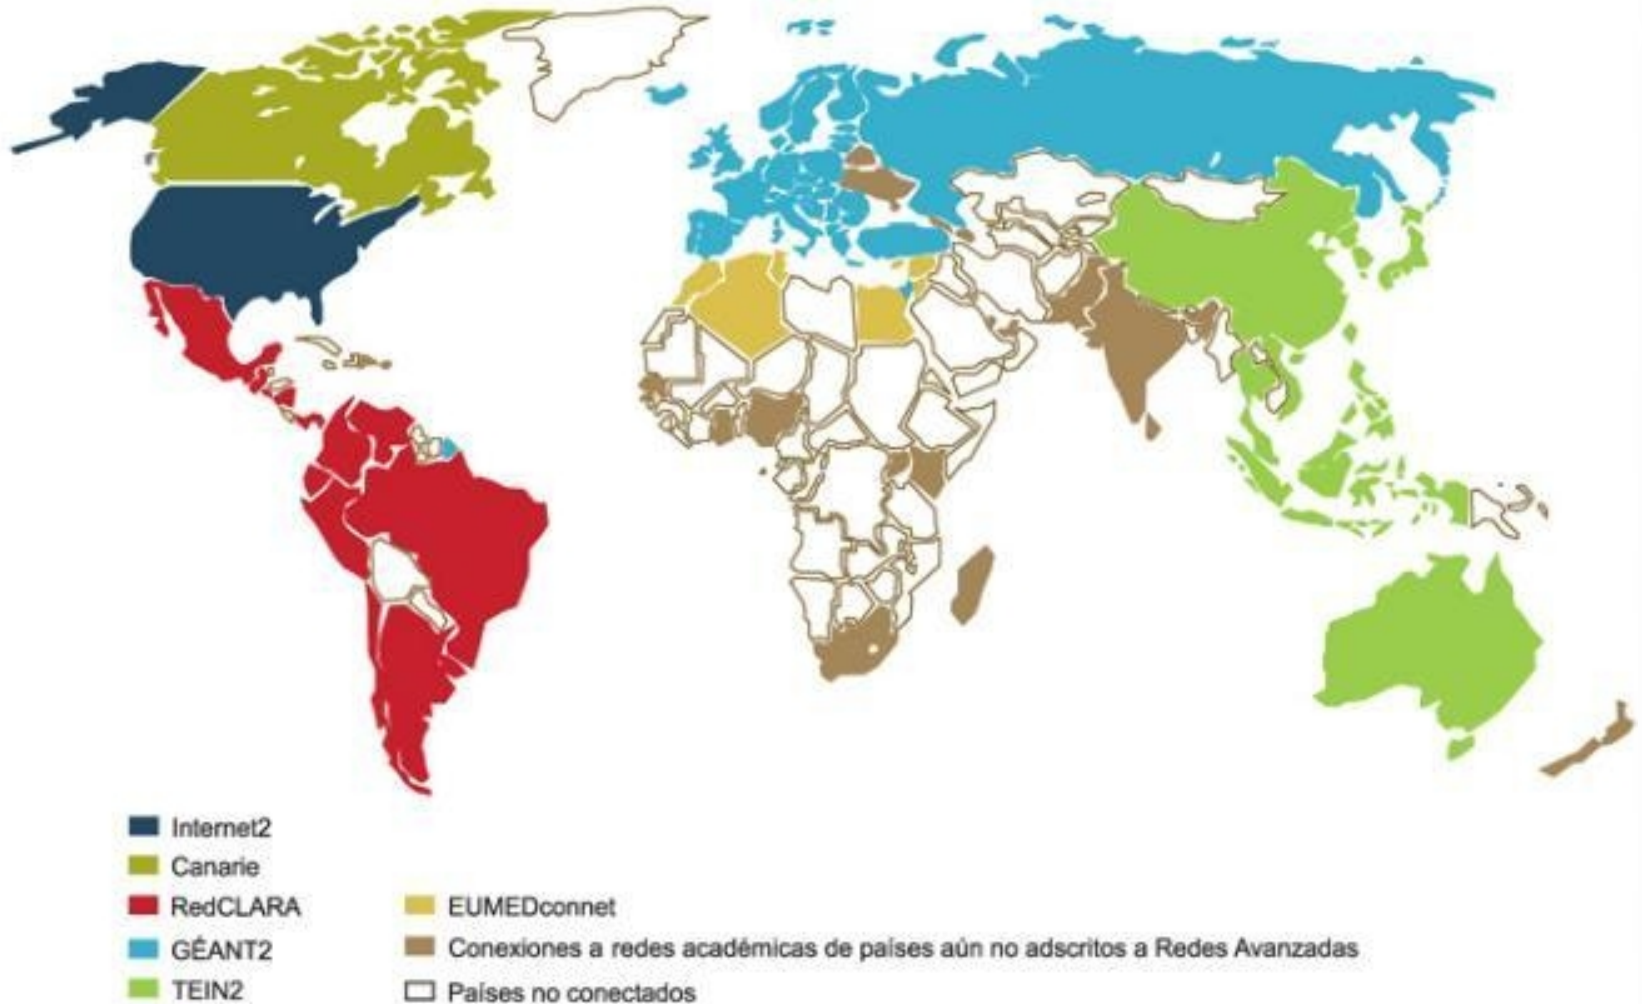 Internet2
Canarie
RedCLARA
GÉANT2
TEIN2
EUMEDconnet
Conexiones a redes académicas de países aún no adscritos a Redes Avanzadas
Países no conectados